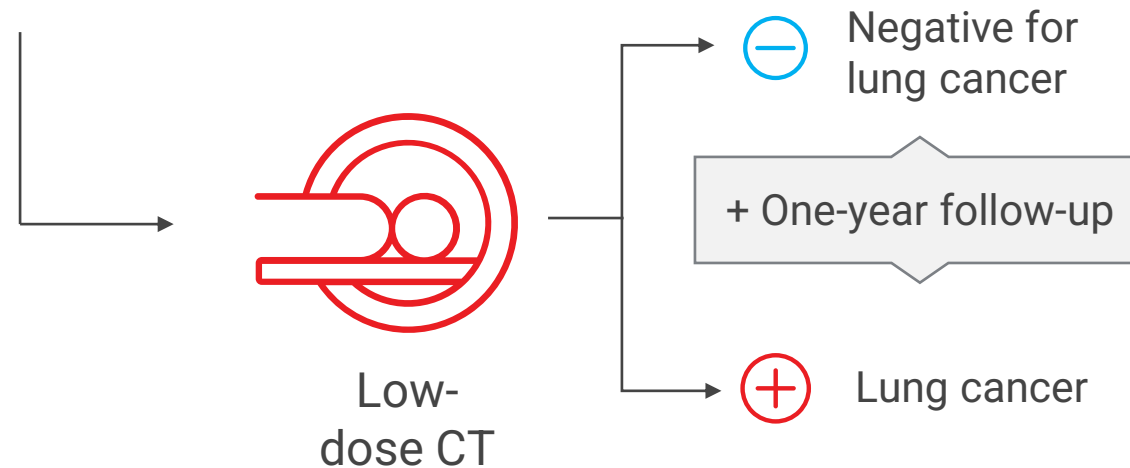 Negative for
lung cancer
+ One-year follow-up
Low-
dose CT
Lung cancer